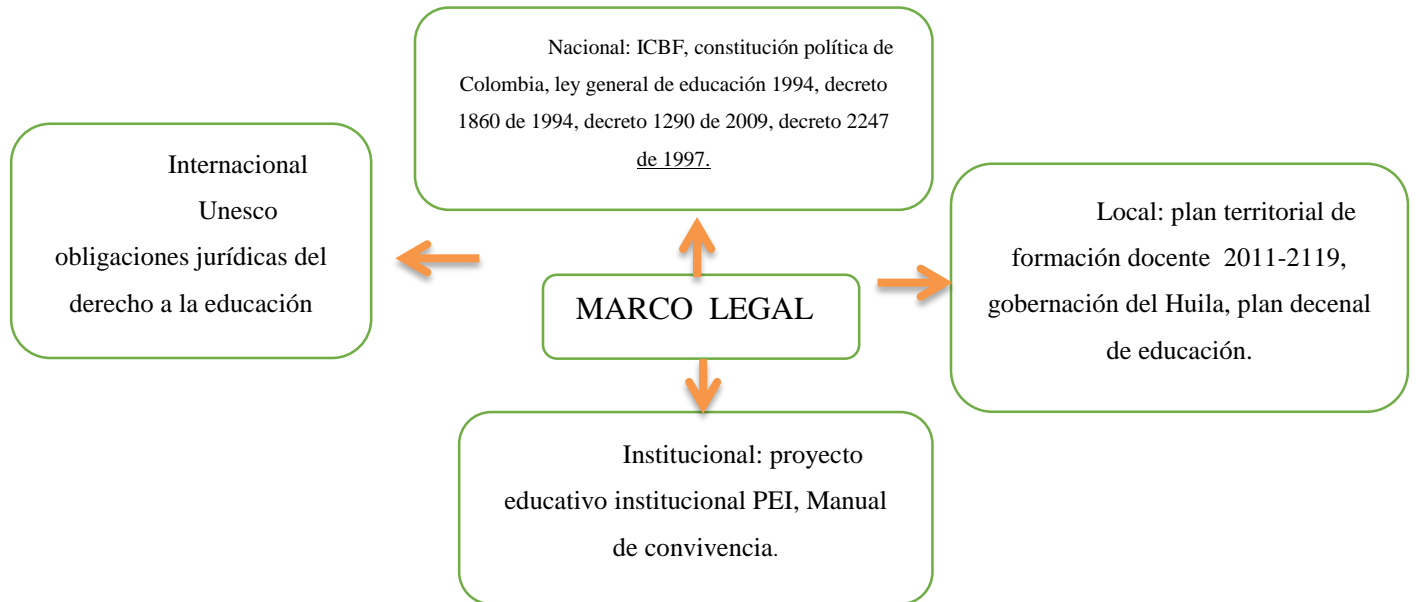 Nacional: ICBF, constitución política de
Colombia, ley general de educación 1994, decreto
1860 de 1994, decreto 1290 de 2009, decreto 2247
de 1997.
Internacional
Unesco
obligaciones jurídicas del
derecho a la educación
Local: plan territorial de
formación docente 2011-2119,
gobernación del Huila, plan decenal
de educación.
MARCO LEGAL
Institucional: proyecto
educativo institucional PEI, Manual
de convivencia.